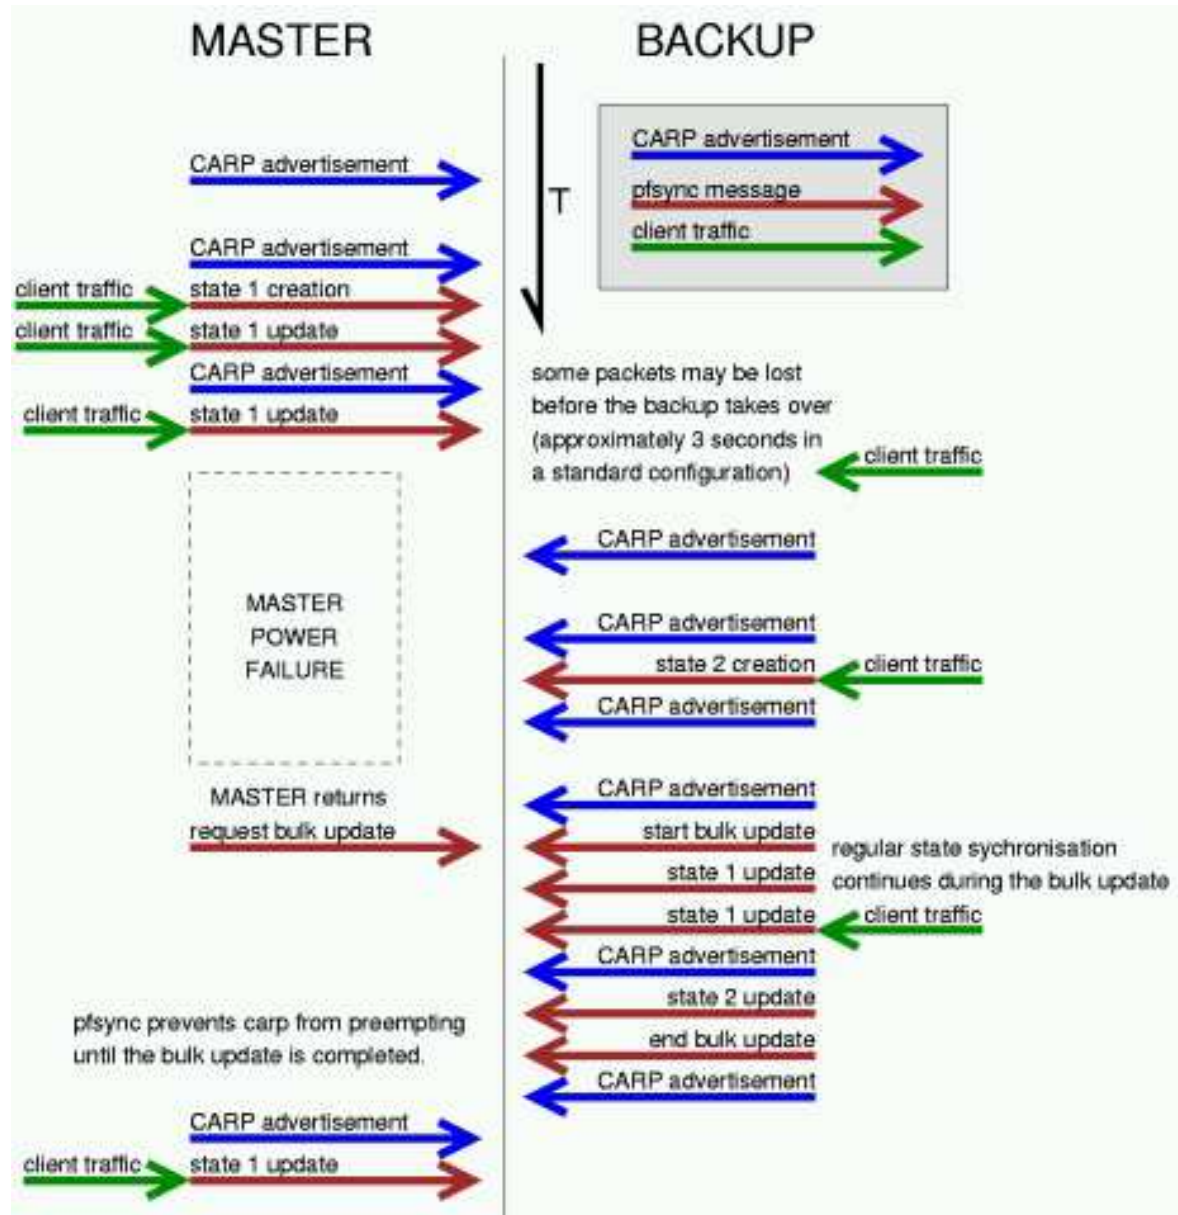 MASTER
BACKUP
CARP advertisement
pfsync message
client traffic
T
CARP advertisement
CARP advertisement
client traffic state 1 creation
client traffic state 1 update
CARP advertisement
client traffic state 1 update
some packets may be lost
before the backup takes over
(approximately 3 seconds in
a standard configuration)
client traffic
MASTER
POWER
FAILURE
CARP advertisement
CARP advertisement
state 2 creation client traffic
CARP advertisement
CARP advertisement
MASTER returns
request bulk update
start bulk update
regular state sychronisation
continues during the bulk update
state 1 update
state 1 update client traffic
CARP advertisement
state 2 update
end bulk update
CARP advertisement
pfsync prevents carp from preempting
until the bulk update is completed.
CARP advertisement
client traffic state 1 update